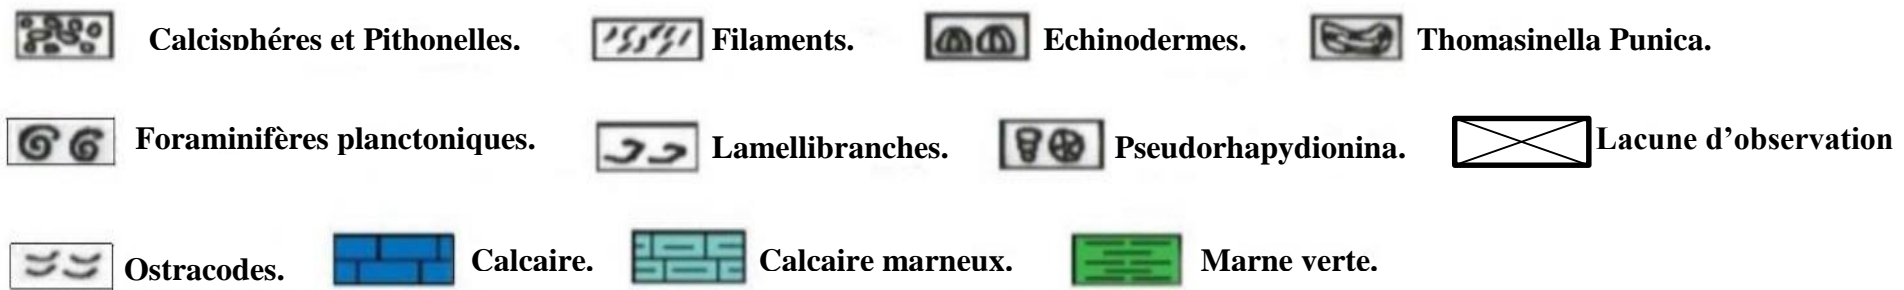 Calcisphéres et Pithonelles. Filaments. Echinodermes. Thomasinella Punica.
Foraminifères planctoniques. Lamellibranches. Pseudorhapydionina. Lacune d'observation
Ostracodes. Calcaire. Calcaire marneux. Marne verte.